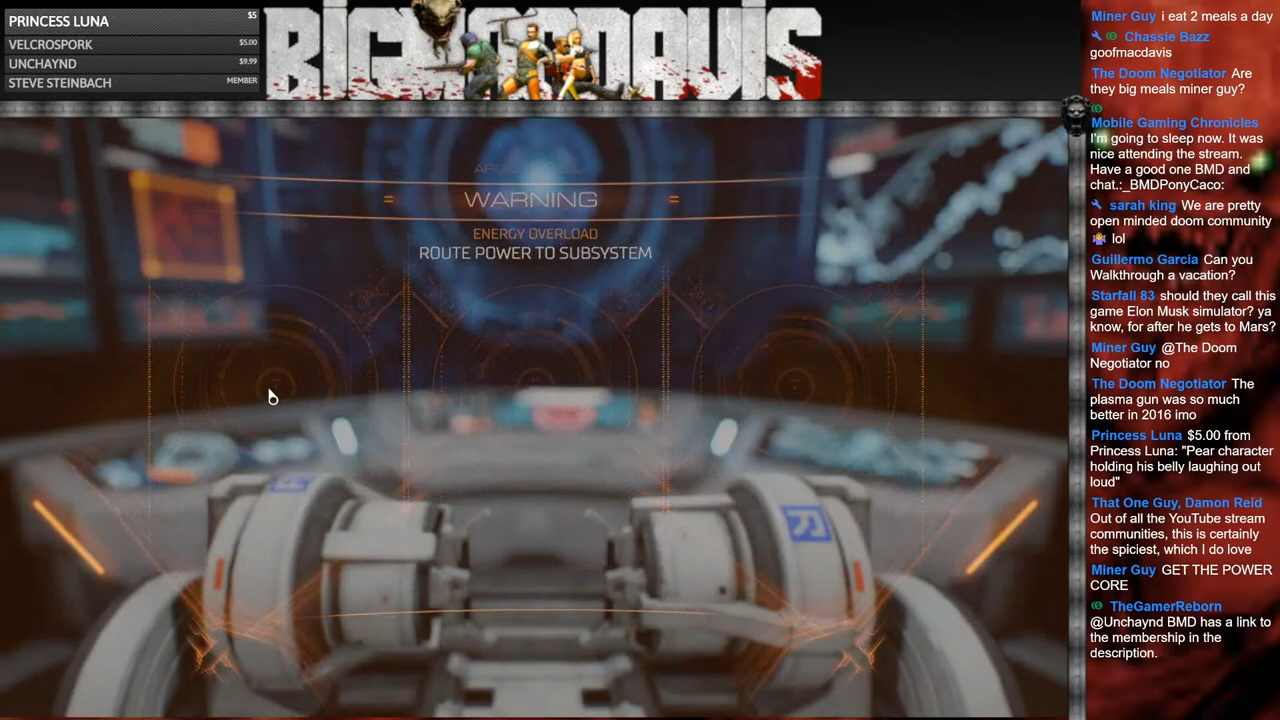 PRINCESS LUNA $5
VELCROSPORK $5.00
UNCHAYND $9.99
STEVE STEINBACH MEMBER
BIGMACDAVIS
WARNING
ENERGY OVERLOAD
ROUTE POWER TO SUBSYSTEM
Miner Guy i eat 2 meals a day
Chassie Bazz
goofmacdavis
The Doom Negotiator Are
they big meals miner guy?
Mobile Gaming Chronicles
I'm going to sleep now. It was
nice attending the stream.
Have a good one BMD and
chat.:_BMDPonyCaco:
sarah king We are pretty
open minded doom community
lol
Guillermo Garcia Can you
Walkthrough a vacation?
Starfall 83 should they call this
game Elon Musk simulator? ya
know, for after he gets to Mars?
Miner Guy @The Doom
Negotiator no
The Doom Negotiator The
plasma gun was so much
better in 2016 imo
Princess Luna $5.00 from
Princess Luna: "Pear character
holding his belly laughing out
loud"
That One Guy, Damon Reid
Out of all the YouTube stream
communities, this is certainly
the spiciest, which I do love
Miner Guy GET THE POWER
CORE
TheGamerReborn
@Unchaynd BMD has a link to
the membership in the
description.